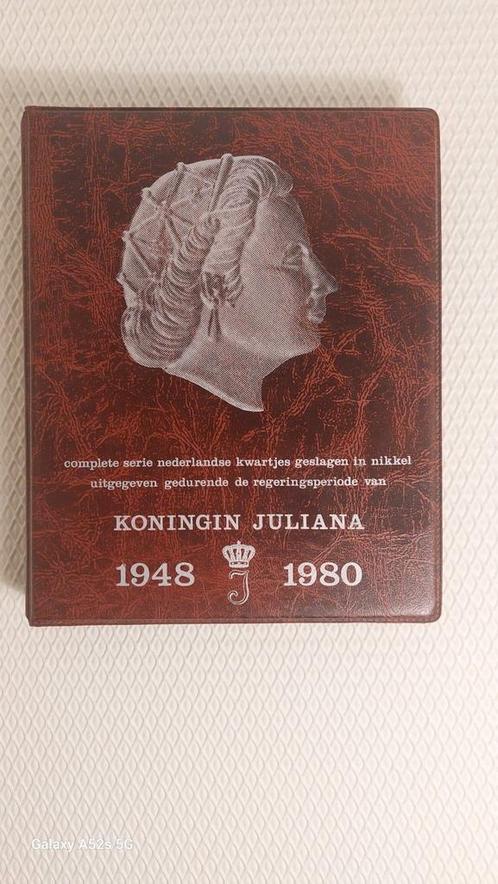 complete serie nederlandse kwartjes geslagen in nikkel
uitgegeven gedurende de regeringsperiode van
KONINGIN JULIANA
1948 J 1980
Galaxy A52s 5G